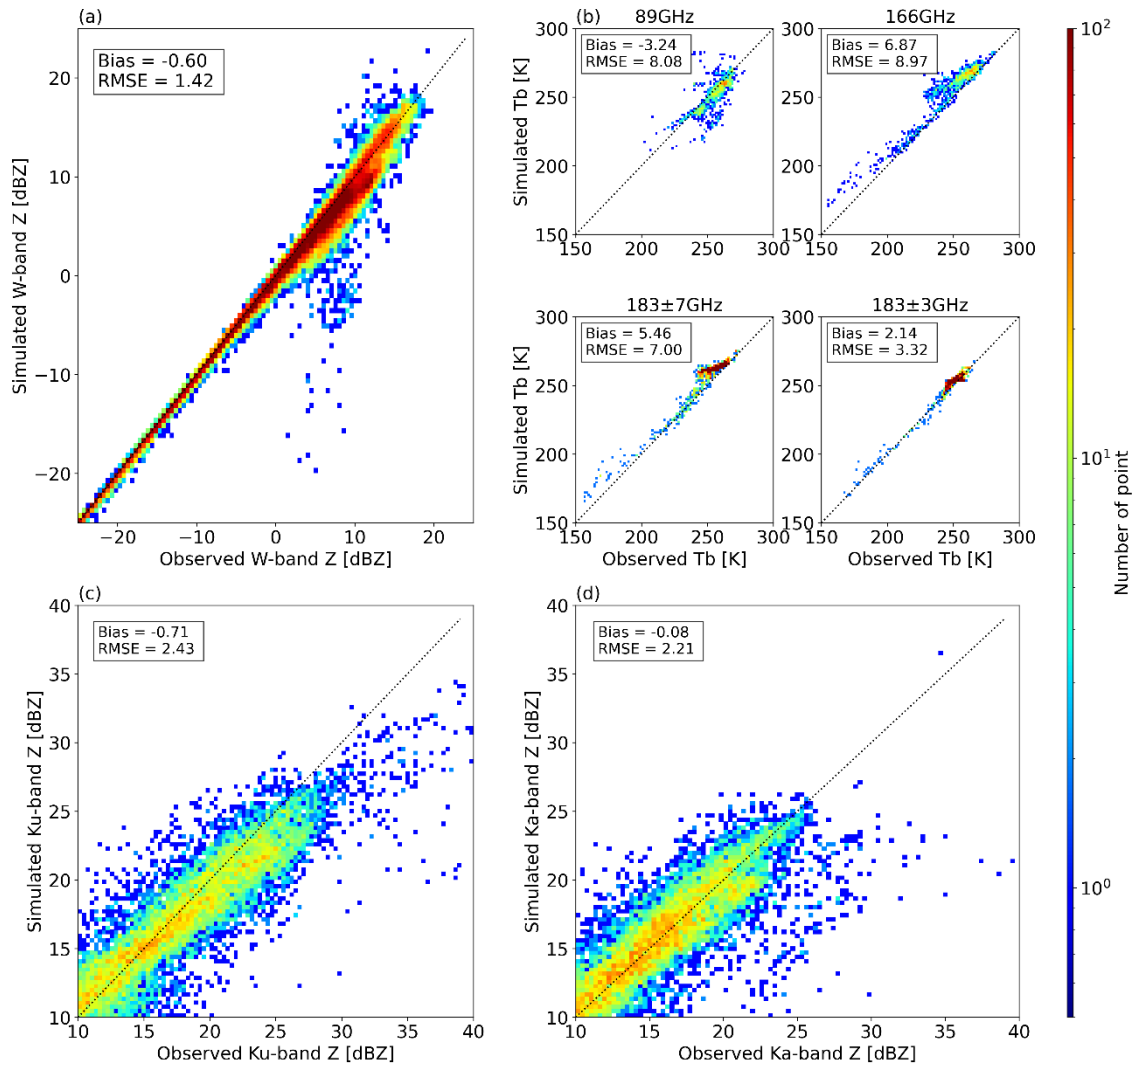 (a)
Bias = -0.60
RMSE = 1.42
20
10
0
−10
−20
Simulated W-band Z [dBZ]
−20
−10
0
10
20
Observed W-band Z [dBZ]
(b)
89GHz
Bias = -3.24
RMSE = 8.08
300
250
200
150
Simulated Tb [K]
150
200
250
300
166GHz
Bias = 6.87
RMSE = 8.97
300
250
200
150
150
200
250
300
183±7GHz
Bias = 5.46
RMSE = 7.00
300
250
200
150
Simulated Tb [K]
150
200
250
300
Observed Tb [K]
183±3GHz
Bias = 2.14
RMSE = 3.32
300
250
200
150
150
200
250
300
Observed Tb [K]
(c)
Bias = -0.71
RMSE = 2.43
40
35
30
25
20
15
10
Simulated Ku-band Z [dBZ]
10
15
20
25
30
35
40
Observed Ku-band Z [dBZ]
(d)
Bias = -0.08
RMSE = 2.21
40
35
30
25
20
15
10
Simulated Ka-band Z [dBZ]
10
15
20
25
30
35
40
Observed Ka-band Z [dBZ]
10²
10¹
10⁰
Number of point